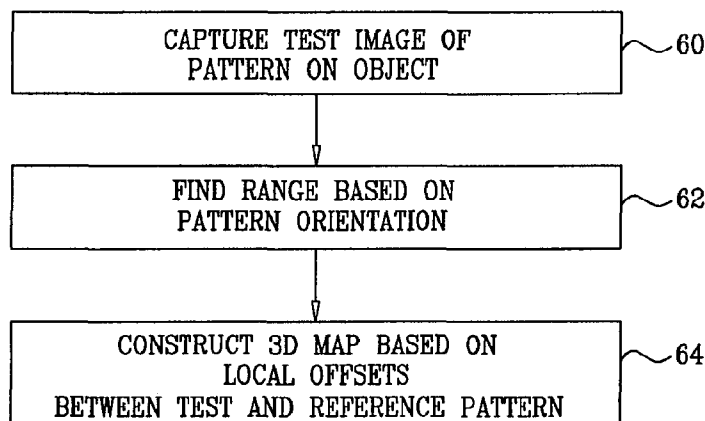 CAPTURE TEST IMAGE OF
PATTERN ON OBJECT
60
FIND RANGE BASED ON
PATTERN ORIENTATION
62
CONSTRUCT 3D MAP BASED ON
LOCAL OFFSETS
BETWEEN TEST AND REFERENCE PATTERN
64